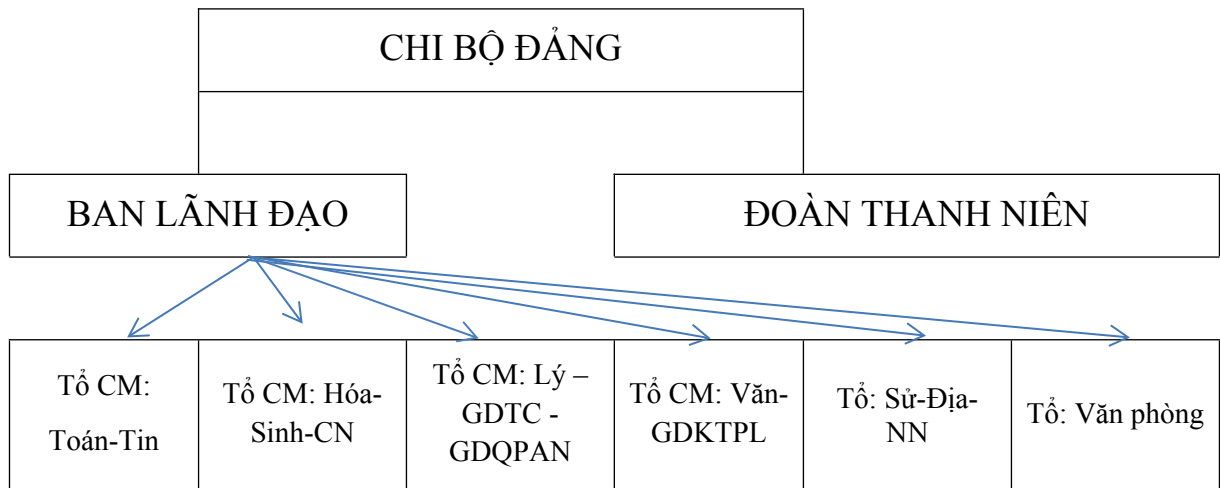 CHI BỘ ĐẢNG
BAN LÃNH ĐẠO
ĐOÀN THANH NIÊN
Tổ CM:
Toán-Tin
Tổ CM: Hóa-
Sinh-CN
Tổ CM: Lý –
GDTC -
GDQPAN
Tổ CM: Văn-
GDKTPL
Tổ: Sử-Địa-
NN
Tổ: Văn phòng